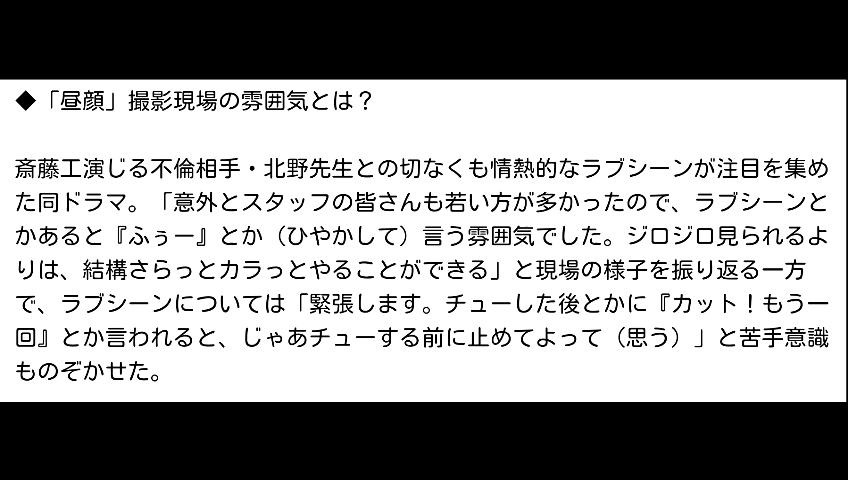 ◆「昼顔」撮影現場の雰囲気とは？
斎藤工演じる不倫相手・北野先生との切なくも情熱的なラブシーンが注目を集め
た同ドラマ。「意外とスタッフの皆さんも若い方が多かったので、ラブシーンと
かあると『ふぅー』とか（ひやかして）言う雰囲気でした。ジロジロ見られるよ
りは、結構さらっとカラっとやることができる」と現場の様子を振り返る一方
で、ラブシーンについては「緊張します。チューした後とかに『カット！もう一
回』とか言われると、じゃあチューする前に止めてよって（思う）」と苦手意識
ものぞかせた。